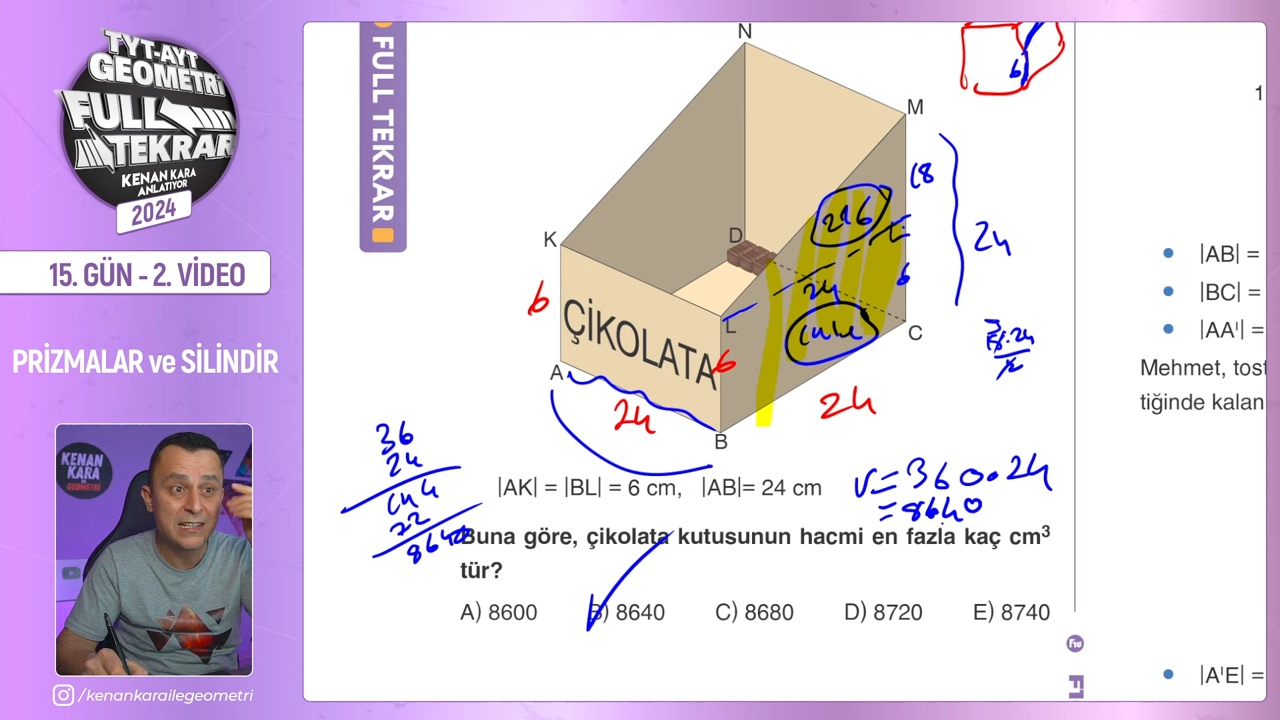 TYT-AYT
GEOMETRİ
FULL
TEKRAR
KENAN KARA
ANLATIYOR
2024
15. GÜN - 2. VİDEO
PRİZMALAR ve SİLİNDİR
KENAN
KARA
GEOMETRİ
/kenankarailegeometri
FULL TEKRAR
N
M
K
D
L
C
A
B
ÇİKOLATA
6
6
24
24
18
6
24
24
216
144
6
36
24
144
72
8640
V=360.24
=8640
|AK| = |BL| = 6 cm, |AB|= 24 cm
Buna göre, çikolata kutusunun hacmi en fazla kaç cm³
tür?
A) 8600 B) 8640 C) 8680 D) 8720 E) 8740
1
• |AB| =
• |BC| =
• |AAᴵ| =
Mehmet, tost
tiğinde kalan
• |AᴵE| =